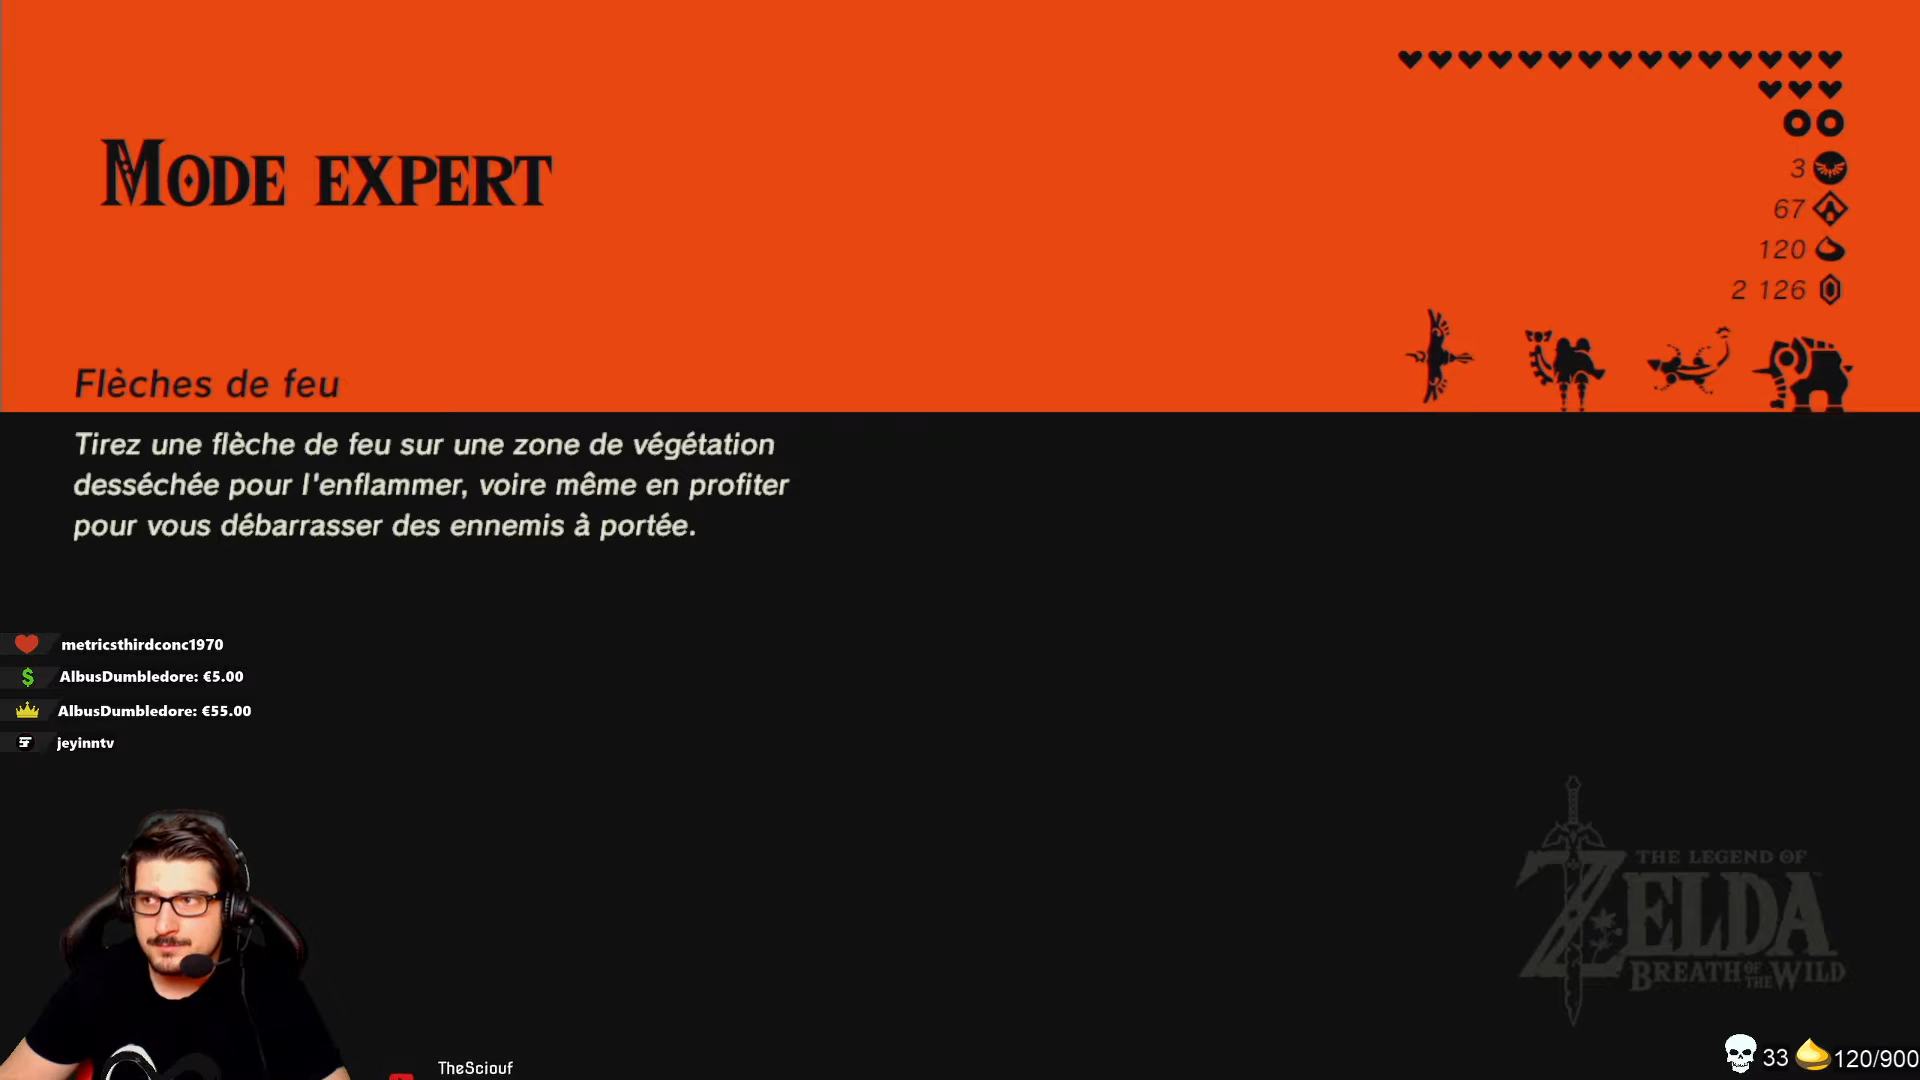 MODE EXPERT
3
67
120
2 126
Flèches de feu
Tirez une flèche de feu sur une zone de végétation
desséchée pour l'enflammer, voire même en profiter
pour vous débarrasser des ennemis à portée.
metricsthirdconc1970
AlbusDumbledore: €5.00
AlbusDumbledore: €55.00
jeyinntv
THE LEGEND OF
ZELDA
BREATH OF THE WILD
TheSciouf
33
120/900